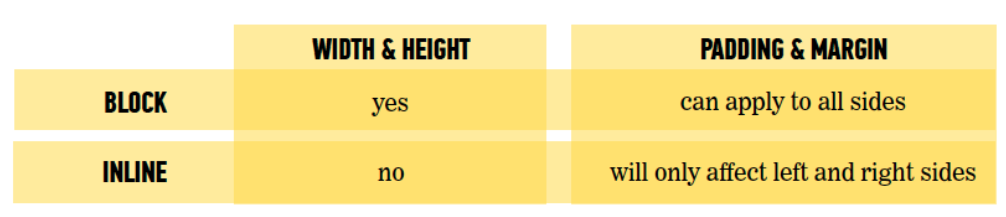 WIDTH & HEIGHT PADDING & MARGIN
BLOCK yes can apply to all sides
INLINE no will only affect left and right sides